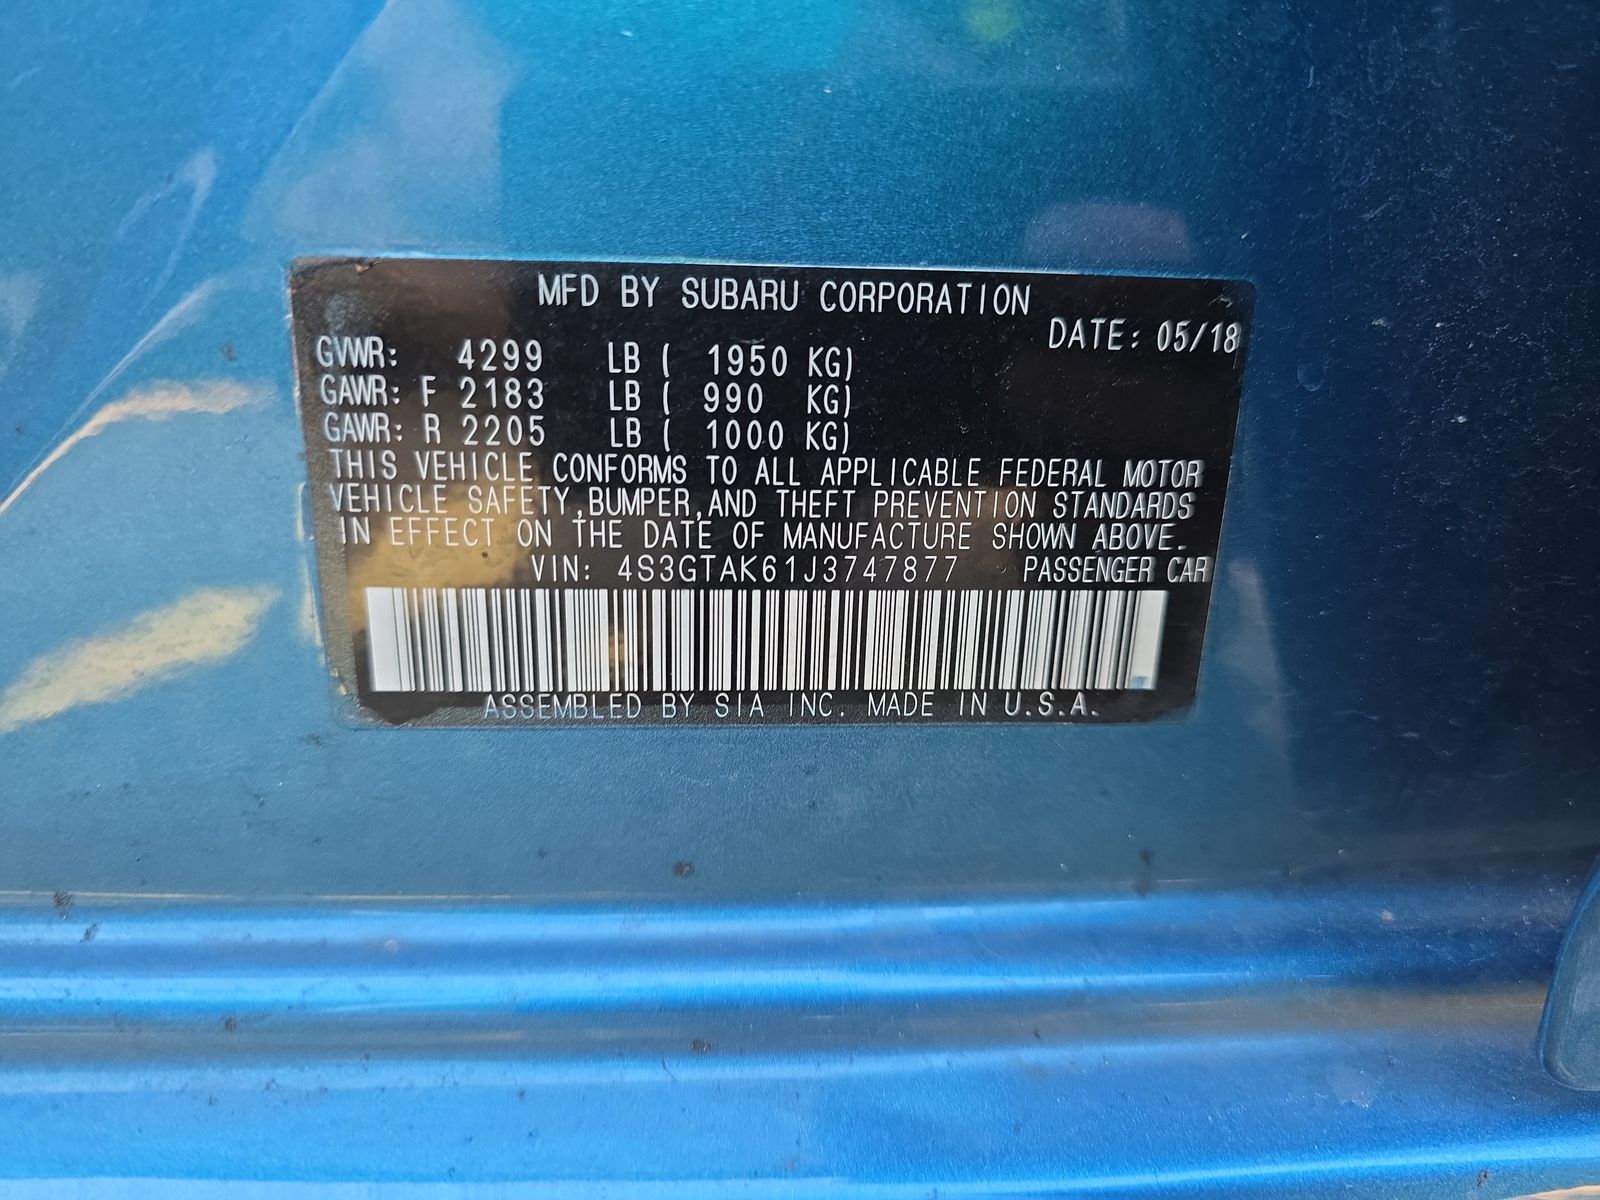 MFD BY SUBARU CORPORATION
DATE: 05/18
GVWR: 4299 LB ( 1950 KG)
GAWR: F 2183 LB ( 990 KG)
GAWR: R 2205 LB ( 1000 KG)
THIS VEHICLE CONFORMS TO ALL APPLICABLE FEDERAL MOTOR
VEHICLE SAFETY,BUMPER,AND THEFT PREVENTION STANDARDS
IN EFFECT ON THE DATE OF MANUFACTURE SHOWN ABOVE.
VIN: 4S3GTAK61J3747877 PASSENGER CAR
ASSEMBLED BY SIA INC. MADE IN U.S.A.